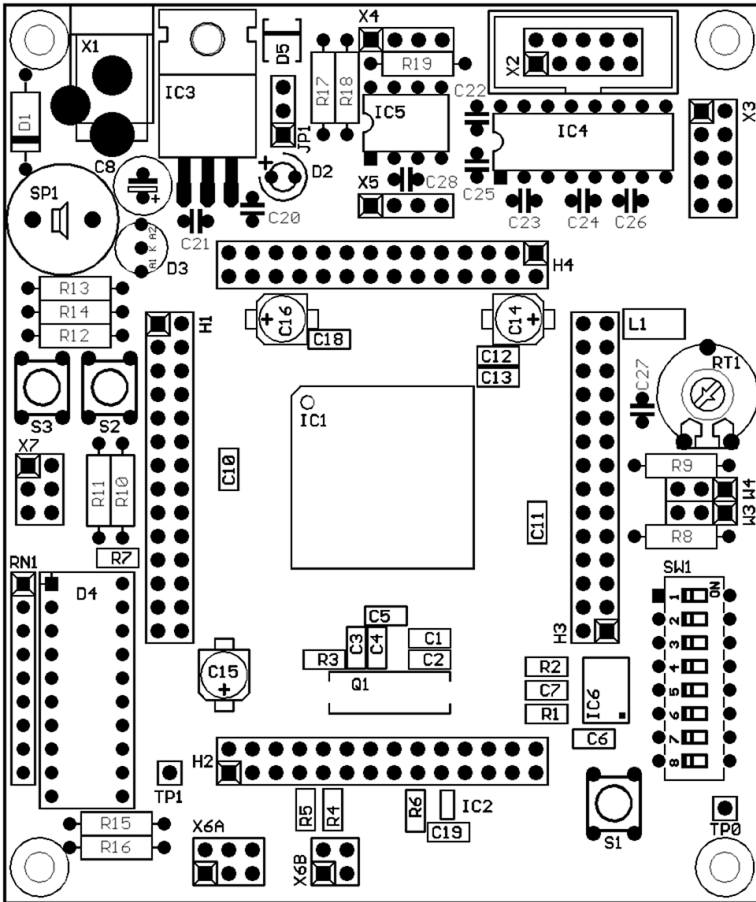 X1
IC3
D5
X4
R17
R18
R19
X2
X3
D1
JP1
IC5
C22
IC4
C8
+
+
D2
C28
C25
SP1
X5
C23
C24
C26
C21
C20
A1 K A2
D3
H4
R13
R14
R12
H1
+
C16
C18
C14
+
L1
C12
C13
RT1
C27
S3
S2
IC1
X7
C10
R11
R10
R9
W4
W3
C11
R8
R7
RN1
D4
SW1
ON
1
2
3
4
5
6
7
8
H3
C5
C3
C4
C1
C2
R3
Q1
C15
+
R2
C7
R1
IC6
C6
H2
TP1
R5
R4
R6
IC2
C19
S1
TP0
R15
R16
X6A
X6B